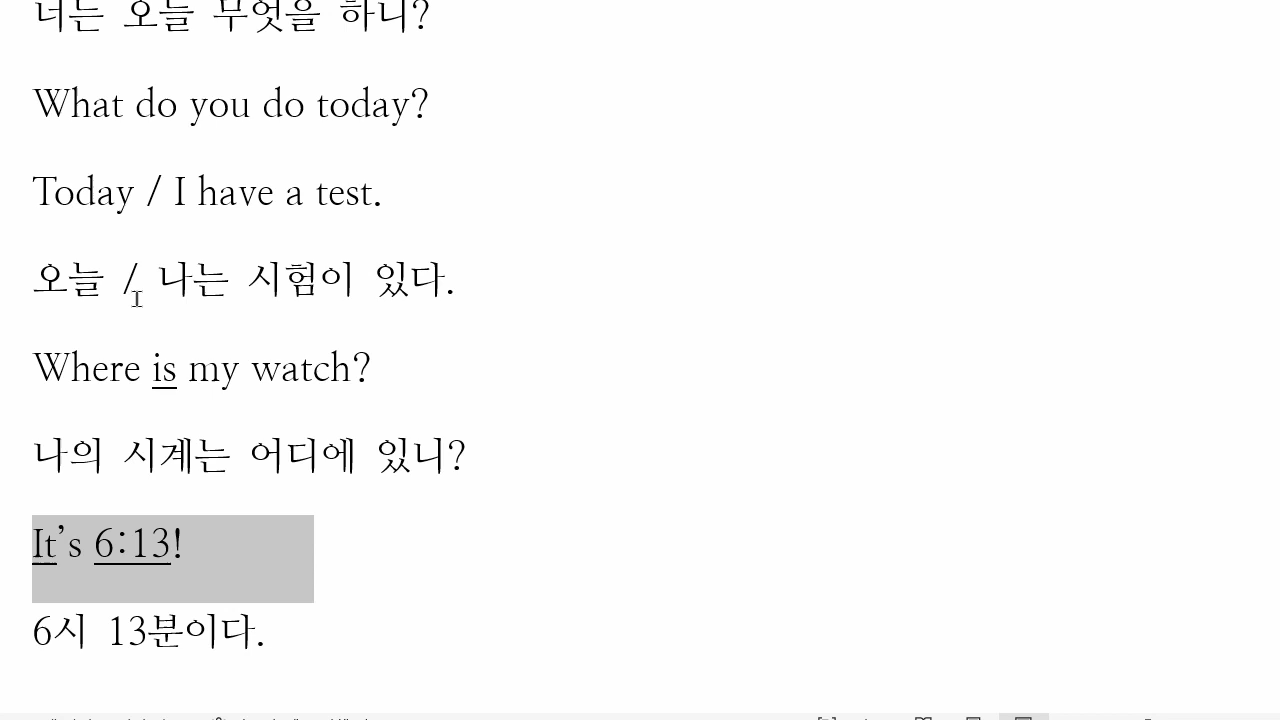 너는 오늘 무엇을 하니?
What do you do today?
Today / I have a test.
오늘 / 나는 시험이 있다.
Where is my watch?
나의 시계는 어디에 있니?
It’s 6:13!
6시 13분이다.